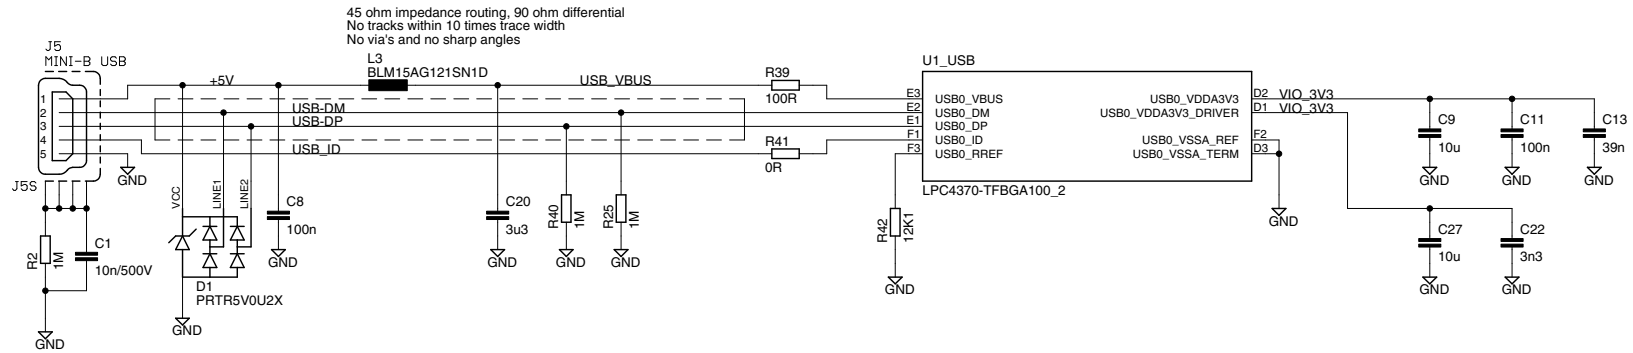 45 ohm impedance routing, 90 ohm differential
No tracks within 10 times trace width
No via's and no sharp angles
J5
MINI-B USB
1
2
3
4
5
J5S
GND
R2
1M
C1
10n/500V
GND
+5V
USB-DM
USB-DP
USB_ID
VCC
LINE1
LINE2
D1
PRTR5V0U2X
GND
C8
100n
GND
L3
BLM15AG121SN1D
USB_VBUS
C20
3u3
GND
R40
1M
GND
R25
1M
GND
R39
100R
R41
0R
R42
12K1
GND
U1_USB
E3 USB0_VBUS
E2 USB0_DM
E1 USB0_DP
F1 USB0_ID
F3 USB0_RREF
USB0_VDDA3V3 D2 VIO_3V3
USB0_VDDA3V3_DRIVER D1 VIO_3V3
USB0_VSSA_REF F2
USB0_VSSA_TERM D3
LPC4370-TFBGA100_2
GND
C9
10u
GND
C11
100n
GND
C13
39n
GND
C27
10u
GND
C22
3n3
GND